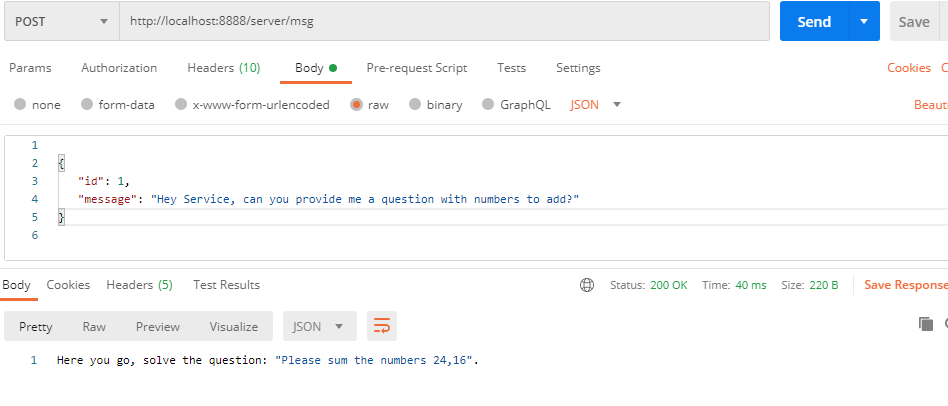 POST http://localhost:8888/server/msg Send Save
Params Authorization Headers (10) Body Pre-request Script Tests Settings Cookies C
none form-data x-www-form-urlencoded raw binary GraphQL JSON Beaut
1
2 {
3 "id": 1,
4 "message": "Hey Service, can you provide me a question with numbers to add?"
5 }
6
Body Cookies Headers (5) Test Results Status: 200 OK Time: 40 ms Size: 220 B Save Response
Pretty Raw Preview Visualize JSON
1 Here you go, solve the question: "Please sum the numbers 24,16".